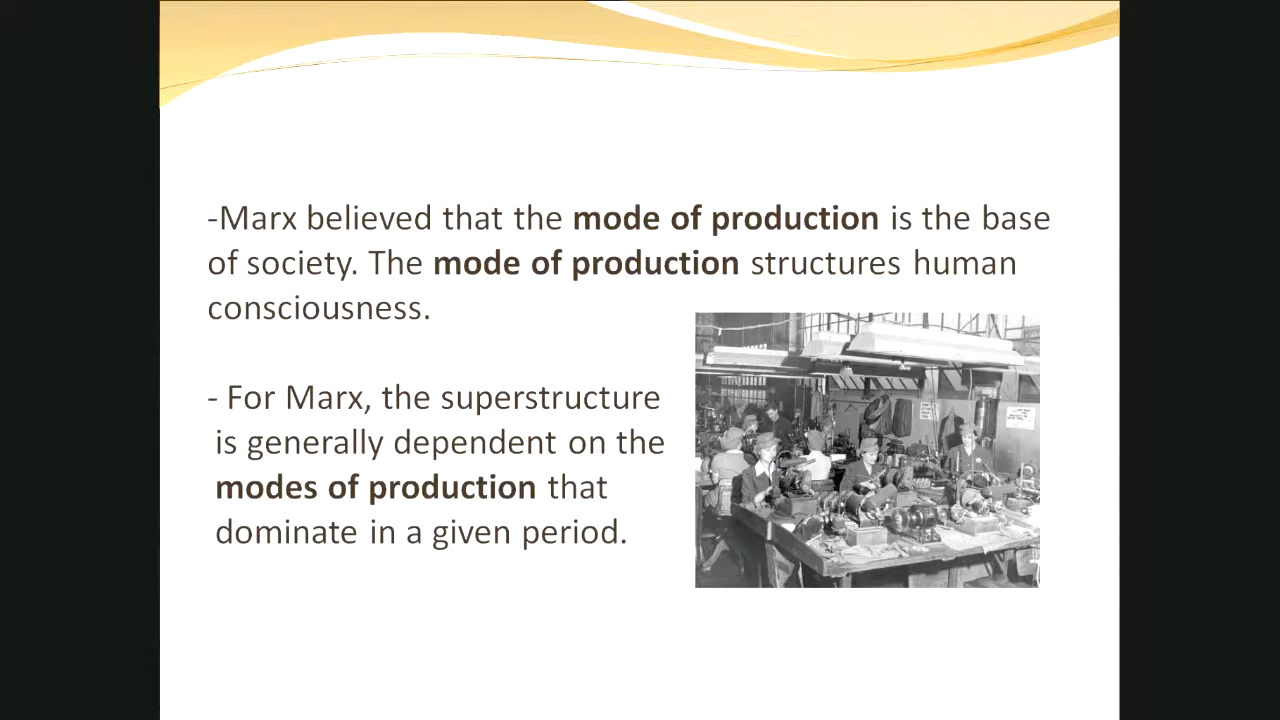 -Marx believed that the mode of production is the base
of society. The mode of production structures human
consciousness.
- For Marx, the superstructure
is generally dependent on the
modes of production that
dominate in a given period.